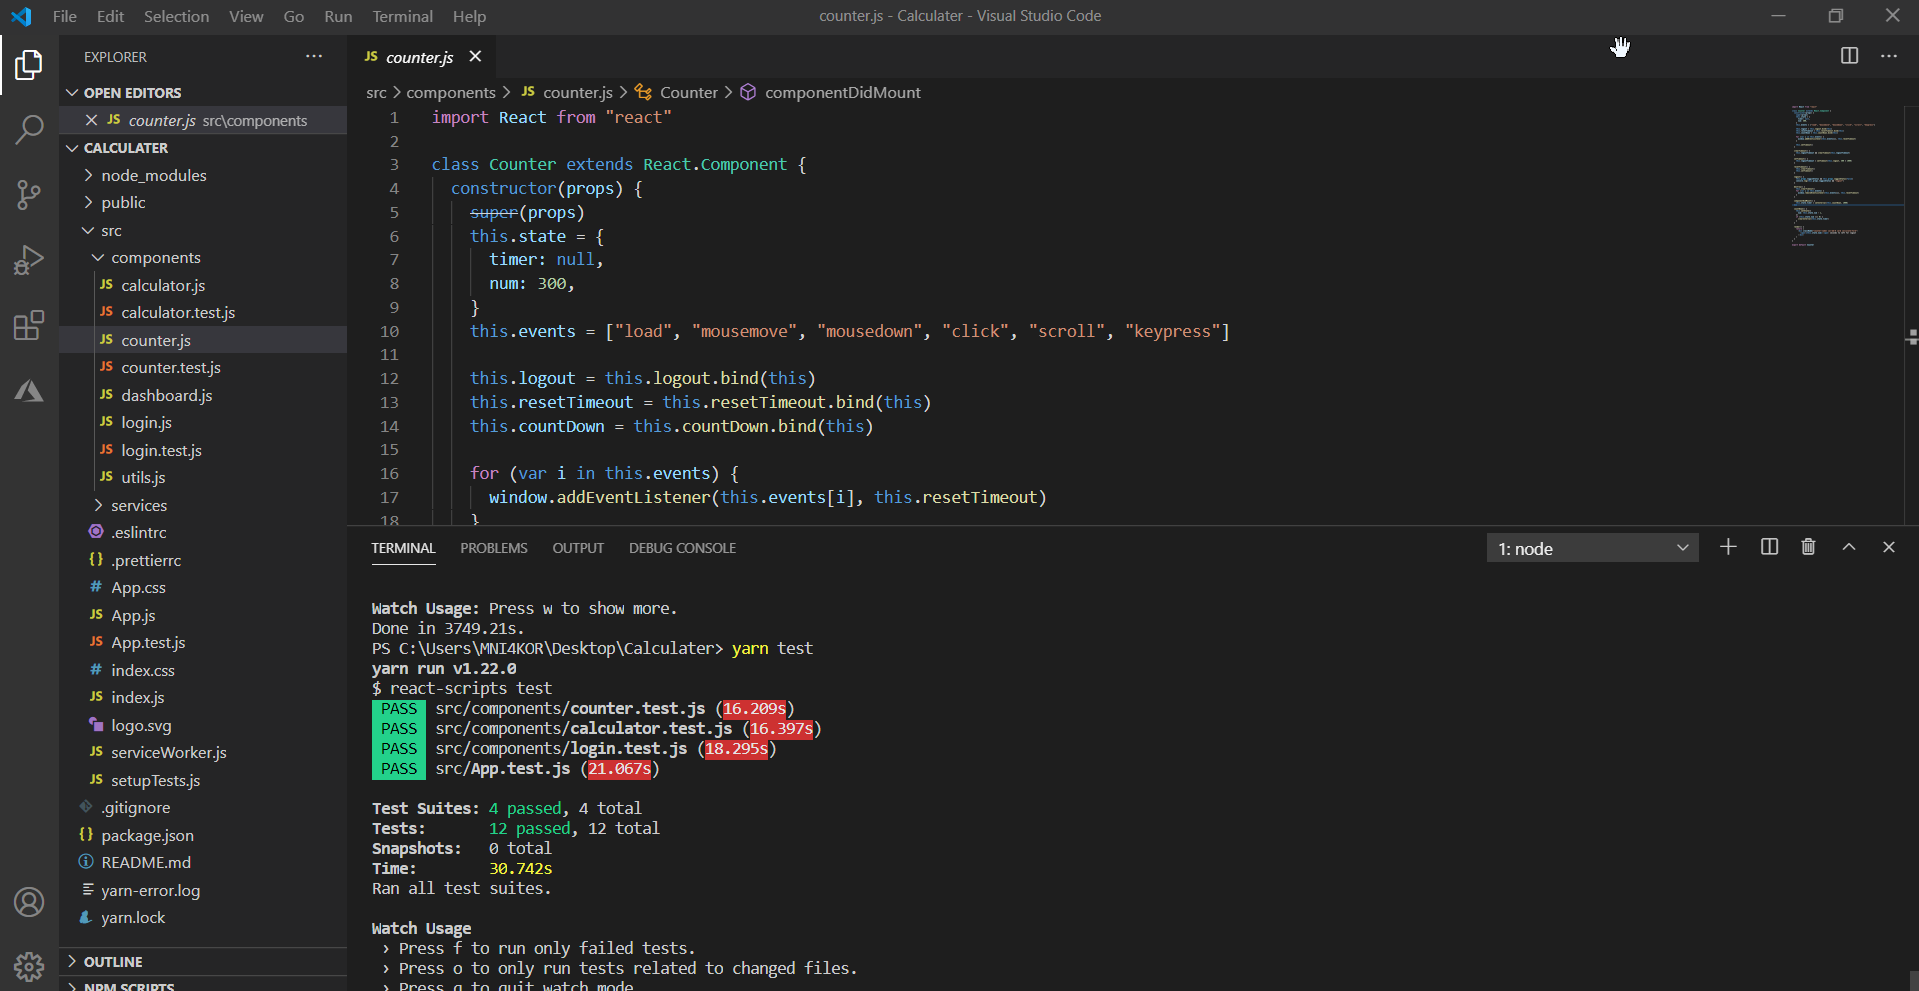 File Edit Selection View Go Run Terminal Help
counter.js - Calculater - Visual Studio Code
EXPLORER
OPEN EDITORS
JS counter.js src\components
CALCULATER
node_modules
public
src
components
JS calculator.js
JS calculator.test.js
JS counter.js
JS counter.test.js
JS dashboard.js
JS login.js
JS login.test.js
JS utils.js
services
.eslintrc
{} .prettierrc
# App.css
JS App.js
JS App.test.js
# index.css
JS index.js
logo.svg
JS serviceWorker.js
JS setupTests.js
.gitignore
{} package.json
README.md
yarn-error.log
yarn.lock
OUTLINE
NPM SCRIPTS
JS counter.js
src > components > JS counter.js > Counter > componentDidMount
1 import React from "react"
2
3 class Counter extends React.Component {
4 constructor(props) {
5 super(props)
6 this.state = {
7 timer: null,
8 num: 300,
9 }
10 this.events = ["load", "mousemove", "mousedown", "click", "scroll", "keypress"]
11
12 this.logout = this.logout.bind(this)
13 this.resetTimeout = this.resetTimeout.bind(this)
14 this.countDown = this.countDown.bind(this)
15
16 for (var i in this.events) {
17 window.addEventListener(this.events[i], this.resetTimeout)
18 }
TERMINAL PROBLEMS OUTPUT DEBUG CONSOLE
1: node
Watch Usage: Press w to show more.
Done in 3749.21s.
PS C:\Users\MNI4KOR\Desktop\Calculater> yarn test
yarn run v1.22.0
$ react-scripts test
PASS src/components/counter.test.js (16.209s)
PASS src/components/calculator.test.js (16.397s)
PASS src/components/login.test.js (18.295s)
PASS src/App.test.js (21.067s)
Test Suites: 4 passed, 4 total
Tests: 12 passed, 12 total
Snapshots: 0 total
Time: 30.742s
Ran all test suites.
Watch Usage
› Press f to run only failed tests.
› Press o to only run tests related to changed files.
› Press q to quit watch mode.